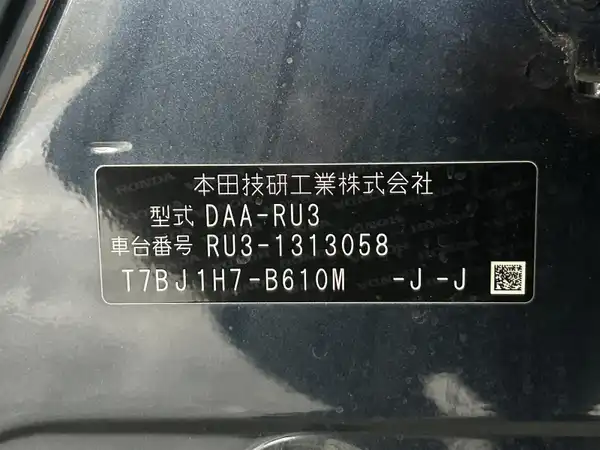 本田技研工業株式会社
型式 DAA-RU3
車台番号 RU3-1313058
T7BJ1H7-B610M -J -J